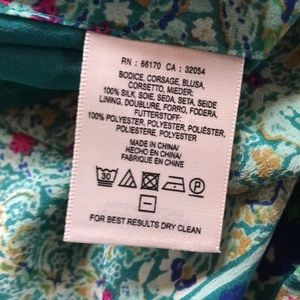 RN : 66170 CA : 32054
BODICE, CORSAGE, BLUSA,
CORSETTO, MIEDER:
100% SILK, SOIE, SEDA, SETA, SEIDE
LINING, DOUBLURE, FORRO, FODERA,
FUTTERSTOFF:
100% POLYESTER, POLYESTER, POLIÉSTER,
POLIESTERE, POLYESTER
MADE IN CHINA/
HECHO EN CHINA/
FABRIQUE EN CHINE
30 P
FOR BEST RESULTS DRY CLEAN